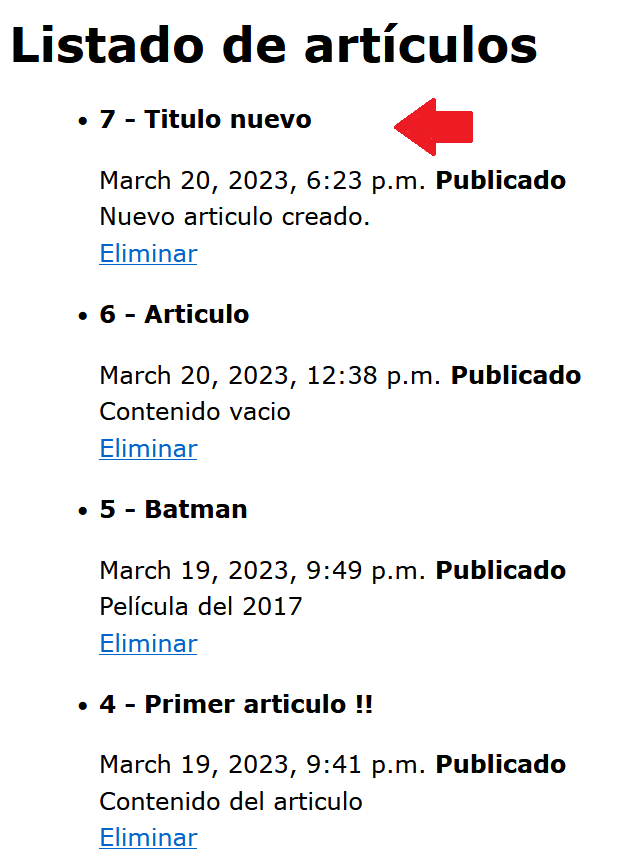 Listado de artículos
• 7 – Titulo nuevo
March 20, 2023, 6:23 p.m. Publicado
Nuevo articulo creado.
Eliminar
• 6 – Articulo
March 20, 2023, 12:38 p.m. Publicado
Contenido vacio
Eliminar
• 5 – Batman
March 19, 2023, 9:49 p.m. Publicado
Película del 2017
Eliminar
• 4 – Primer articulo !!
March 19, 2023, 9:41 p.m. Publicado
Contenido del articulo
Eliminar